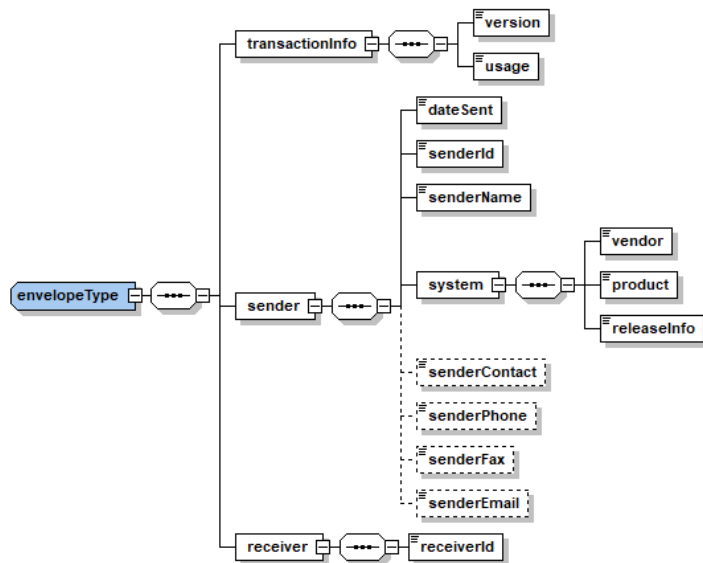 version
transactionInfo
usage
dateSent
senderId
senderName
vendor
envelopeType
sender
system
product
releaseInfo
senderContact
senderPhone
senderFax
senderEmail
receiver
receiverId